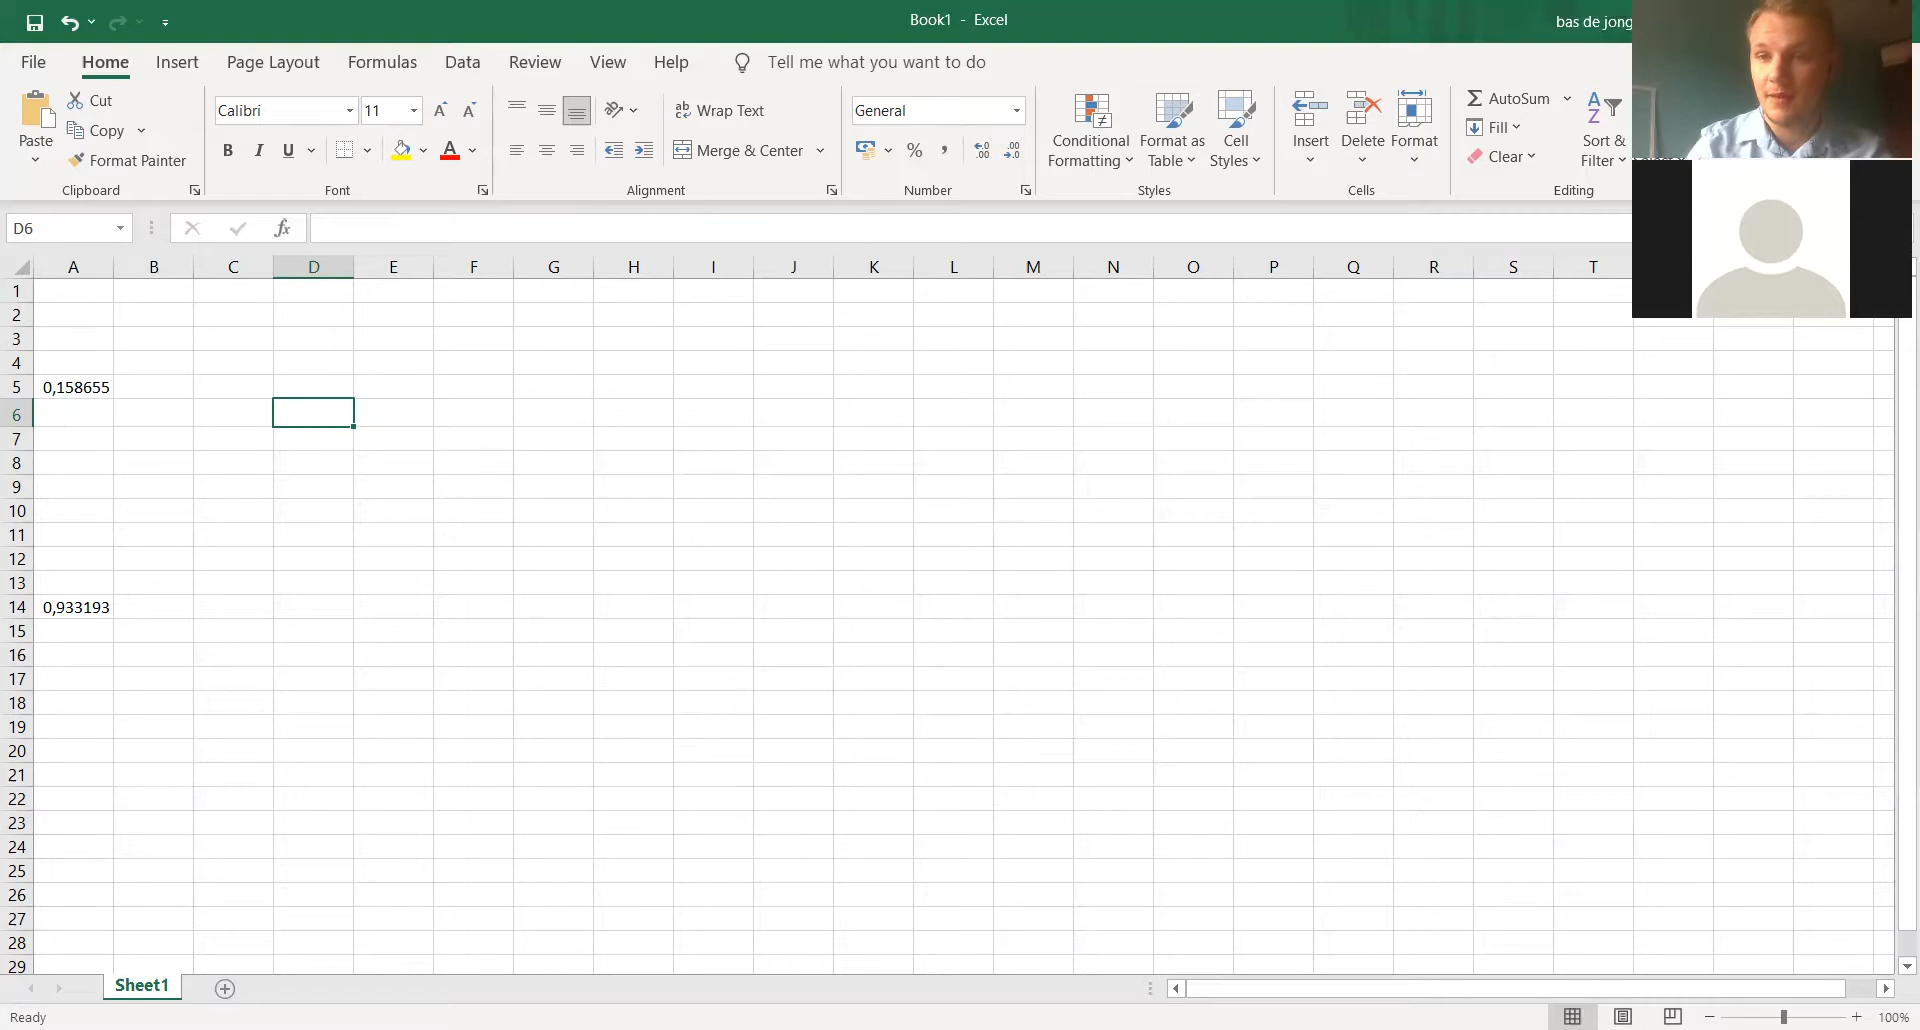 Book1 - Excel
bas de jong
File Home Insert Page Layout Formulas Data Review View Help Tell me what you want to do
Paste
Cut
Copy
Format Painter
Clipboard
Calibri 11
B I U
Font
Wrap Text
Merge & Center
Alignment
General
Number
Conditional Formatting
Format as Table
Cell Styles
Styles
Insert
Delete
Format
Cells
AutoSum
Fill
Clear
Sort & Filter
Editing
D6
fx
A B C D E F G H I J K L M N O P Q R S T
1
2
3
4
5 0,158655
6
7
8
9
10
11
12
13
14 0,933193
15
16
17
18
19
20
21
22
23
24
25
26
27
28
29
Sheet1
Ready
100%